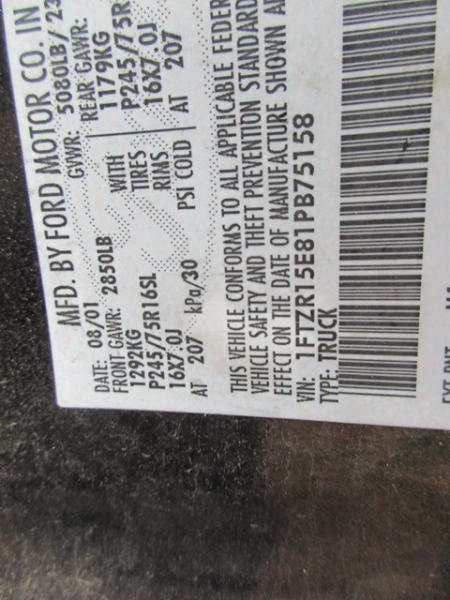 MFD. BY FORD MOTOR CO. IN
DATE: 08/01 GVWR: 5080LB/ 23
FRONT GAWR: 2850LB REAR GAWR:
1292KG WITH 1179KG
P245/75R16SL TIRES P245/75R
16X7.0J RIMS 16X7.0J
AT 207 kPa/30 PSI COLD AT 207
THIS VEHICLE CONFORMS TO ALL APPLICABLE FEDER
VEHICLE SAFETY AND THEFT PREVENTION STANDARD
EFFECT ON THE DATE OF MANUFACTURE SHOWN A
VIN: 1FTZR15E81PB75158
TYPE: TRUCK